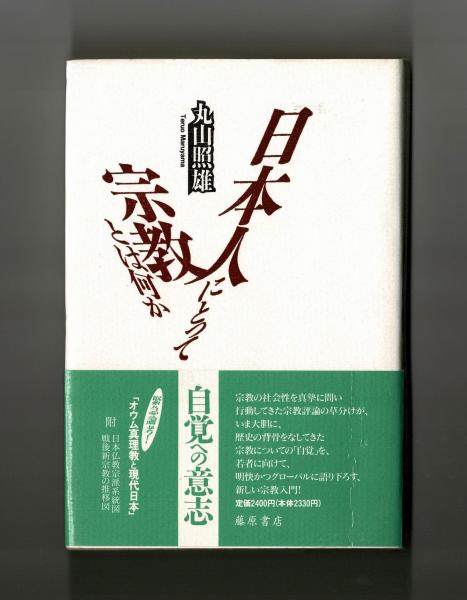 日本人にとって
宗教
とは何か
丸山照雄
Teruo Maruyama
宗教の社会性を真摯に問い
行動してきた宗教評論の草分けが、
いま大胆に、
歴史の背骨をなしてきた
宗教についての「自覚」を、
若者に向けて、
明快かつグローバルに語り下ろす、
新しい宗教入門!
定価2400円(本体2330円)
藤原書店
自覚への意志
緊急論考!
「オウム真理教と現代日本」
附
日本仏教宗派系統図
戦後新宗教の推移図